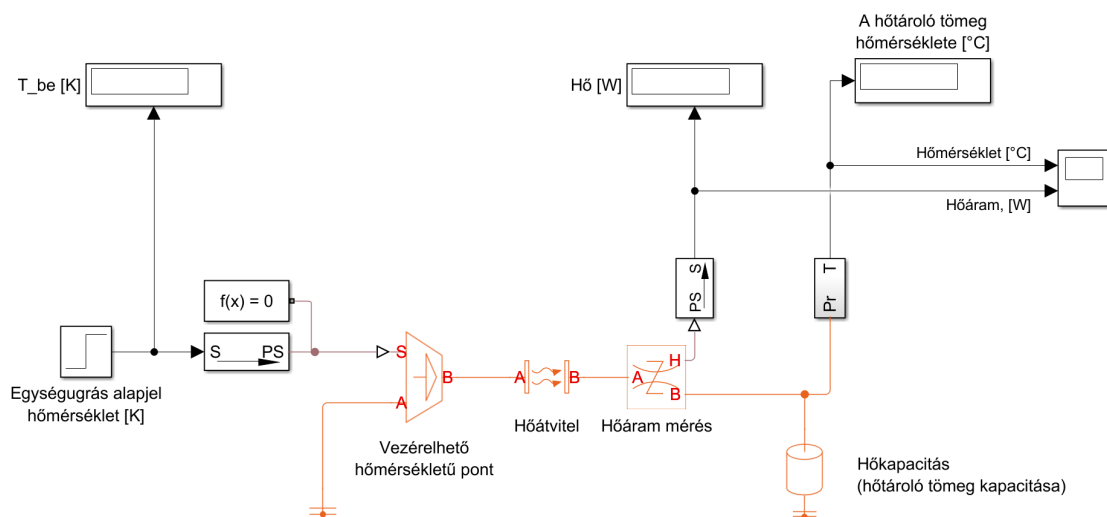 A hőtároló tömeg
hőmérséklete [°C]
T_be [K]
Hő [W]
Hőmérséklet [°C]
Hőáram, [W]
PS S
Pr T
f(x) = 0
S PS
S
A
B
A B
A
H
B
Egységugrás alapjel
hőmérséklet [K]
Vezérelhető
hőmérsékletű pont
Hőátvitel
Hőáram mérés
Hőkapacitás
(hőtároló tömeg kapacitása)